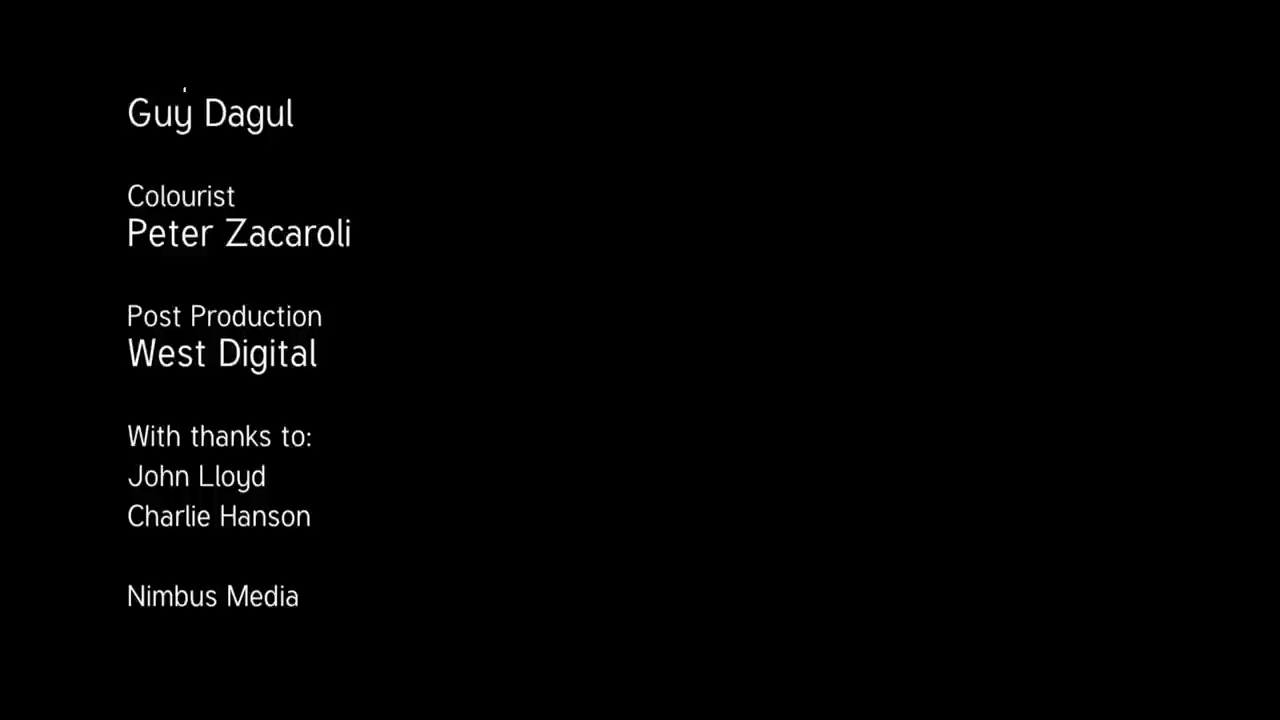 Guy Dagul
Colourist
Peter Zacaroli
Post Production
West Digital
With thanks to:
John Lloyd
Charlie Hanson
Nimbus Media